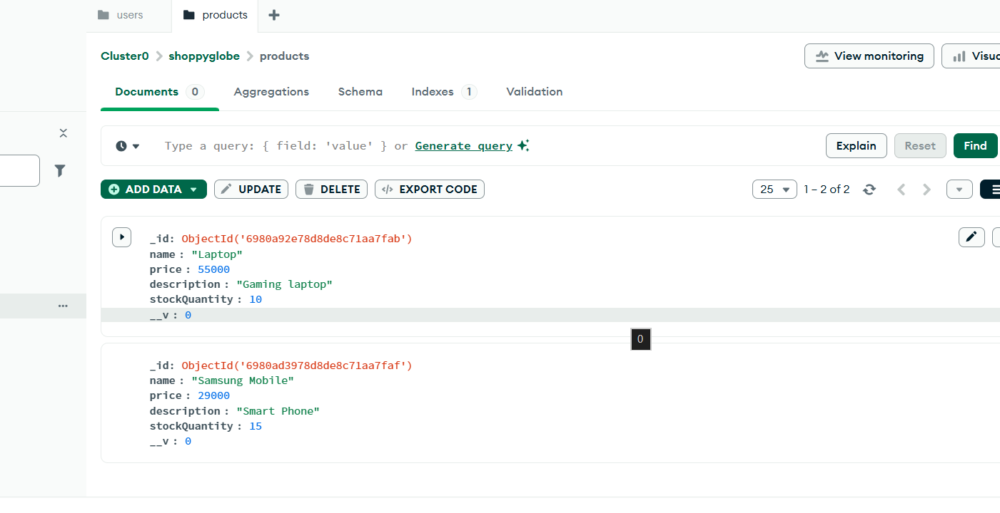 users products
Cluster0 shoppyglobe products
View monitoring
Documents 0 Aggregations Schema Indexes 1 Validation
Type a query: { field: 'value' } or Generate query
Explain Reset Find
ADD DATA UPDATE DELETE EXPORT CODE
25 1 – 2 of 2
_id: ObjectId('6980a92e78d8de8c71aa7fab')
name : "Laptop"
price : 55000
description : "Gaming laptop"
stockQuantity : 10
__v : 0
0
_id: ObjectId('6980ad3978d8de8c71aa7faf')
name : "Samsung Mobile"
price : 29000
description : "Smart Phone"
stockQuantity : 15
__v : 0